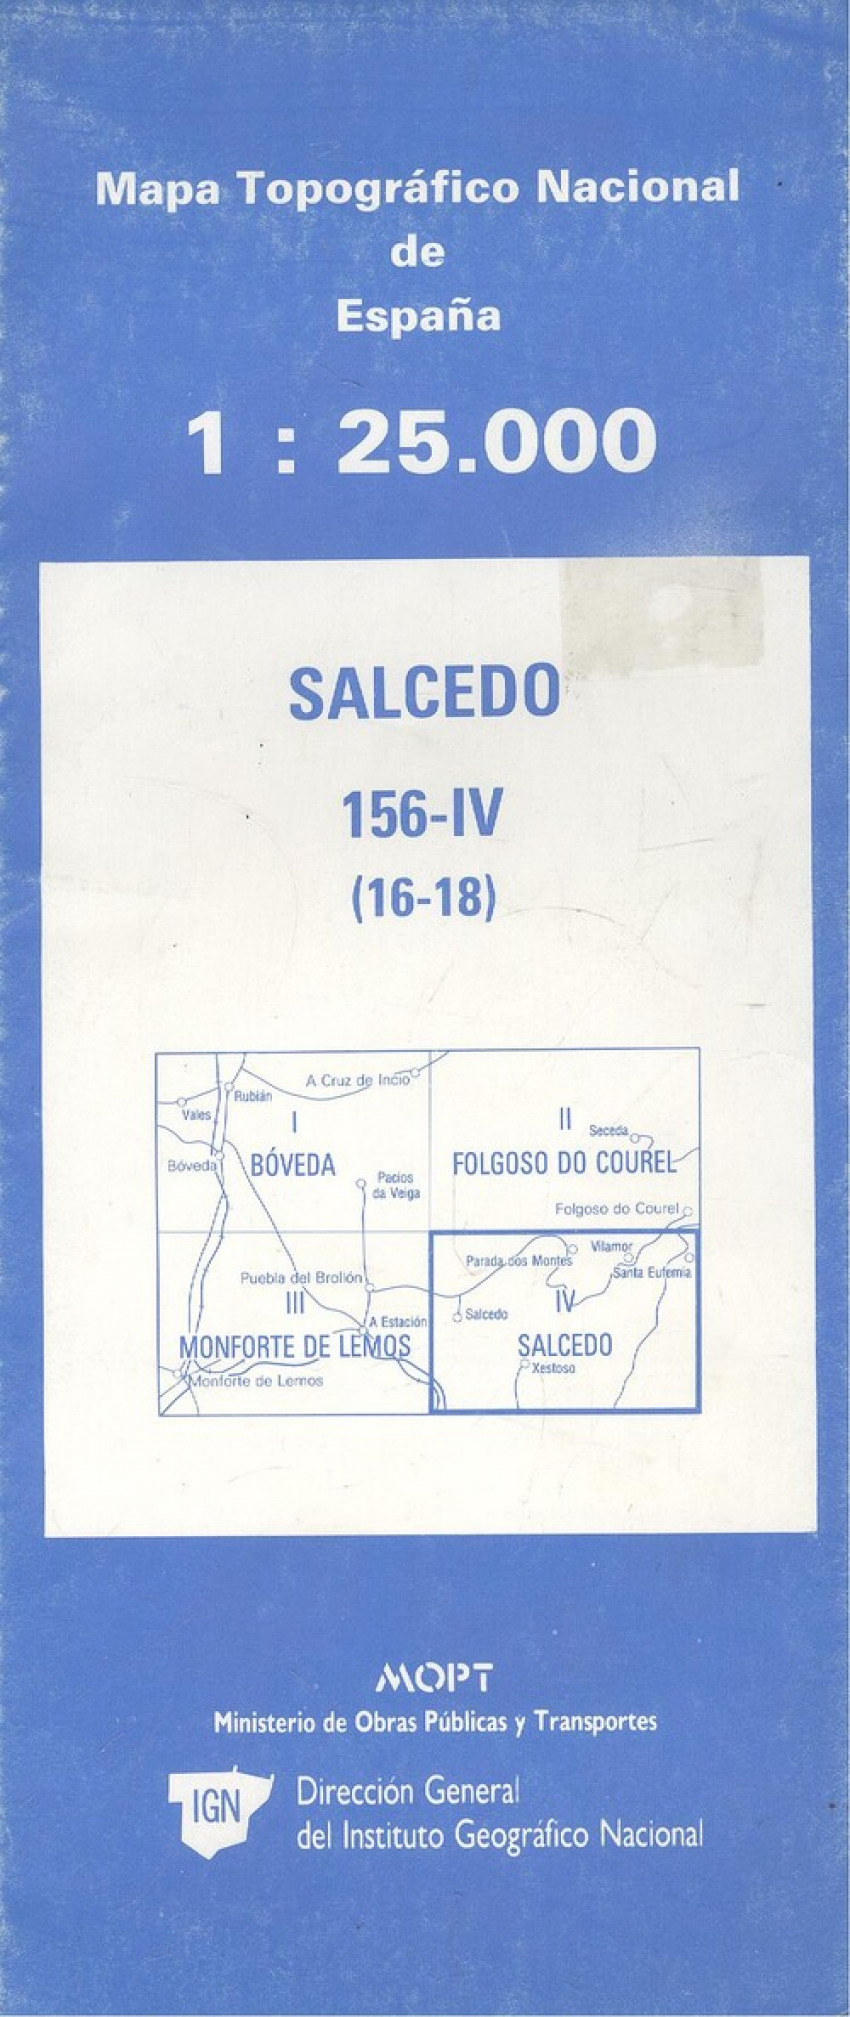 Mapa Topográfico Nacional
de
España
1 : 25.000
SALCEDO
156-IV
(16-18)
A Cruz de Incio
Rubián
Vales
I
Bóveda
BÓVEDA
Pacios
da Veiga
II
Seceda
FOLGOSO DO COUREL
Folgoso do Courel
Puebla del Brollón
III
A Estación
MONFORTE DE LEMOS
Monforte de Lemos
Parada dos Montes
Vilamor
Santa Eufemia
IV
Salcedo
SALCEDO
Xestoso
MOPT
Ministerio de Obras Públicas y Transportes
IGN
Dirección General
del Instituto Geográfico Nacional